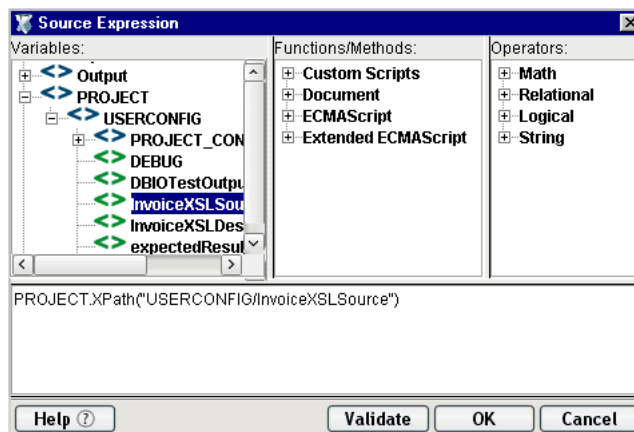 Source Expression
Variables:
Output
PROJECT
USERCONFIG
PROJECT_CON
DEBUG
DBIOTestOutpu
InvoiceXSLSou
InvoiceXSLDes
expectedResul
Functions/Methods:
Custom Scripts
Document
ECMAScript
Extended ECMAScript
Operators:
Math
Relational
Logical
String
PROJECT.XPath("USERCONFIG/InvoiceXSLSource")
Help ?
Validate
OK
Cancel